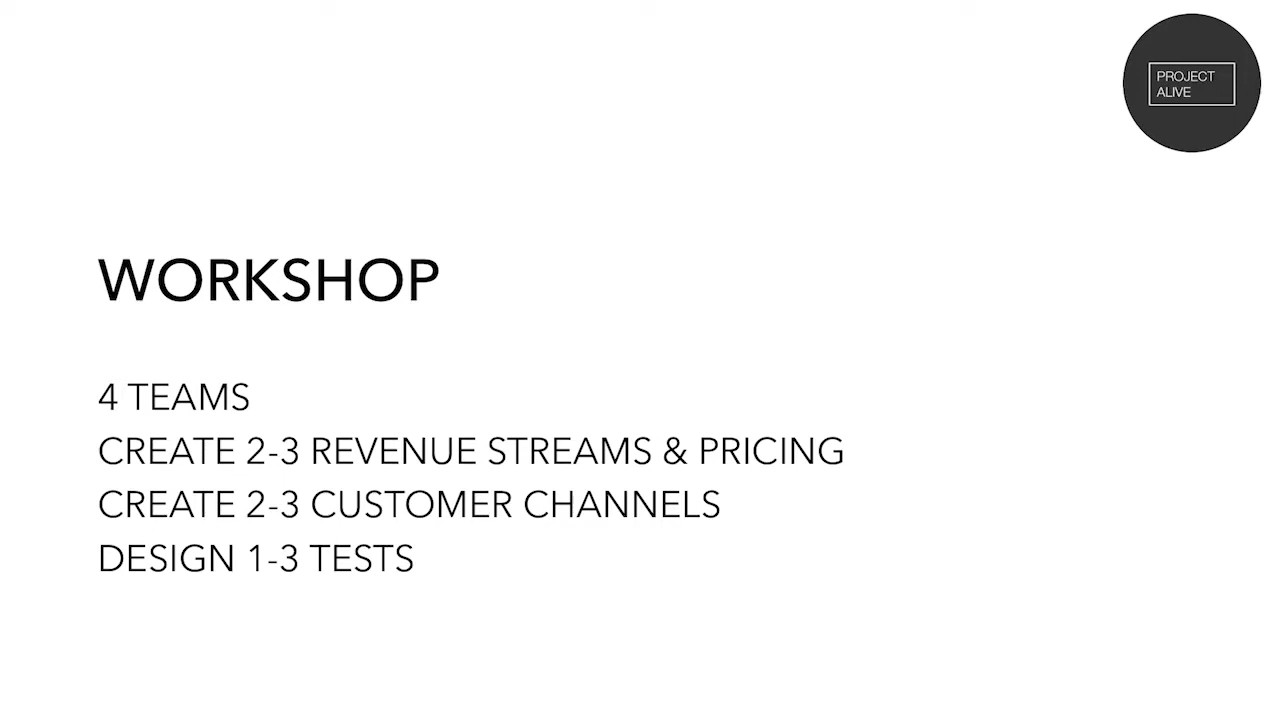 PROJECT
ALIVE
WORKSHOP
4 TEAMS
CREATE 2-3 REVENUE STREAMS & PRICING
CREATE 2-3 CUSTOMER CHANNELS
DESIGN 1-3 TESTS